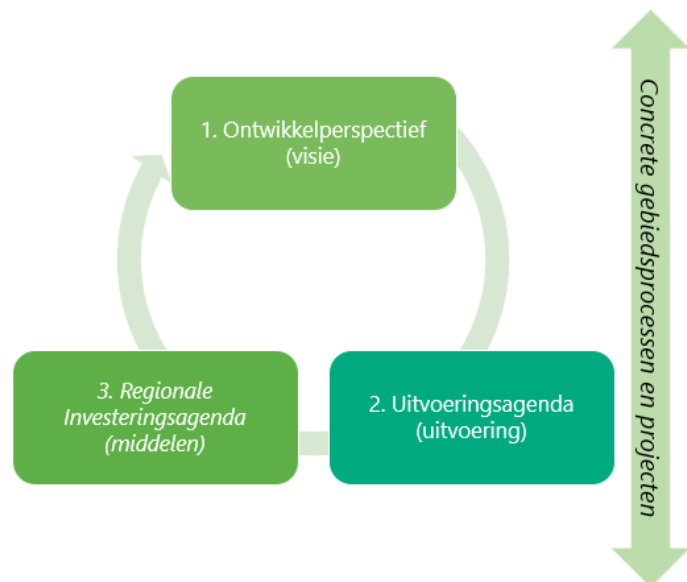 1. Ontwikkelperspectief
(visie)
3. Regionale
Investeringsagenda
(middelen)
2. Uitvoeringsagenda
(uitvoering)
Concrete gebiedsprocessen en projecten